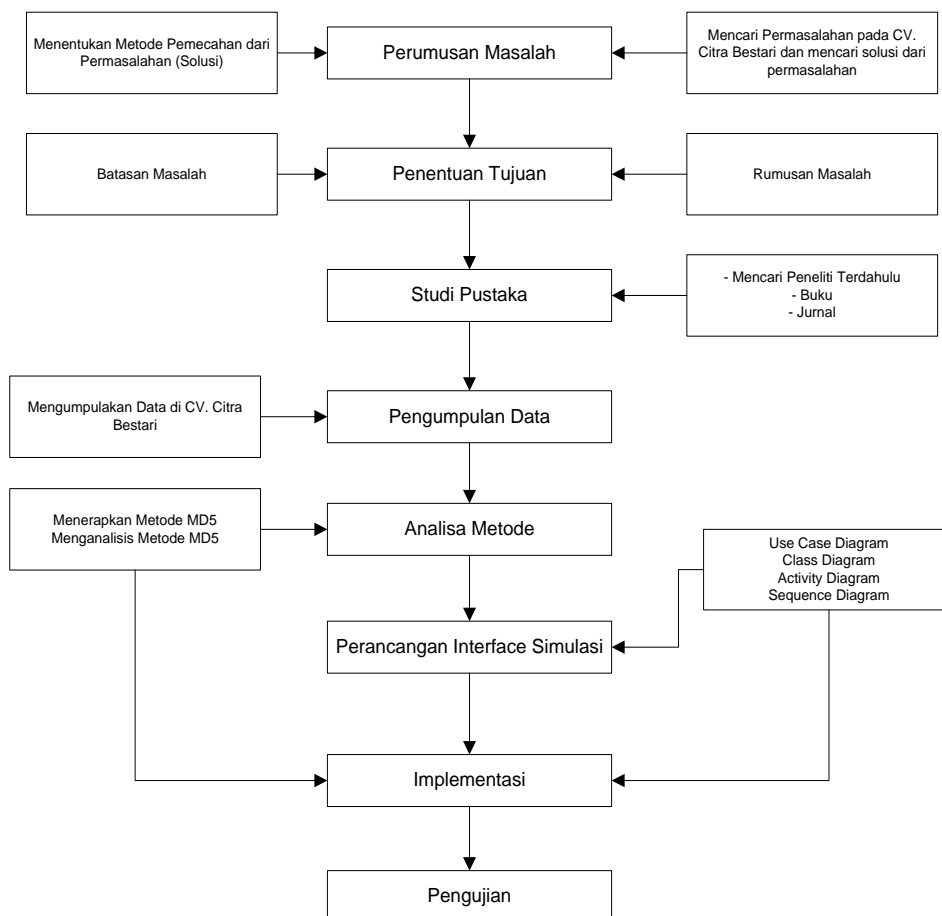 Menentukan Metode Pemecahan dari
Permasalahan (Solusi)
Perumusan Masalah
Mencari Permasalahan pada CV.
Citra Bestari dan mencari solusi dari
permasalahan
Batasan Masalah
Penentuan Tujuan
Rumusan Masalah
Studi Pustaka
- Mencari Peneliti Terdahulu
- Buku
- Jurnal
Mengumpulakan Data di CV. Citra
Bestari
Pengumpulan Data
Menerapkan Metode MD5
Menganalisis Metode MD5
Analisa Metode
Use Case Diagram
Class Diagram
Activity Diagram
Sequence Diagram
Perancangan Interface Simulasi
Implementasi
Pengujian